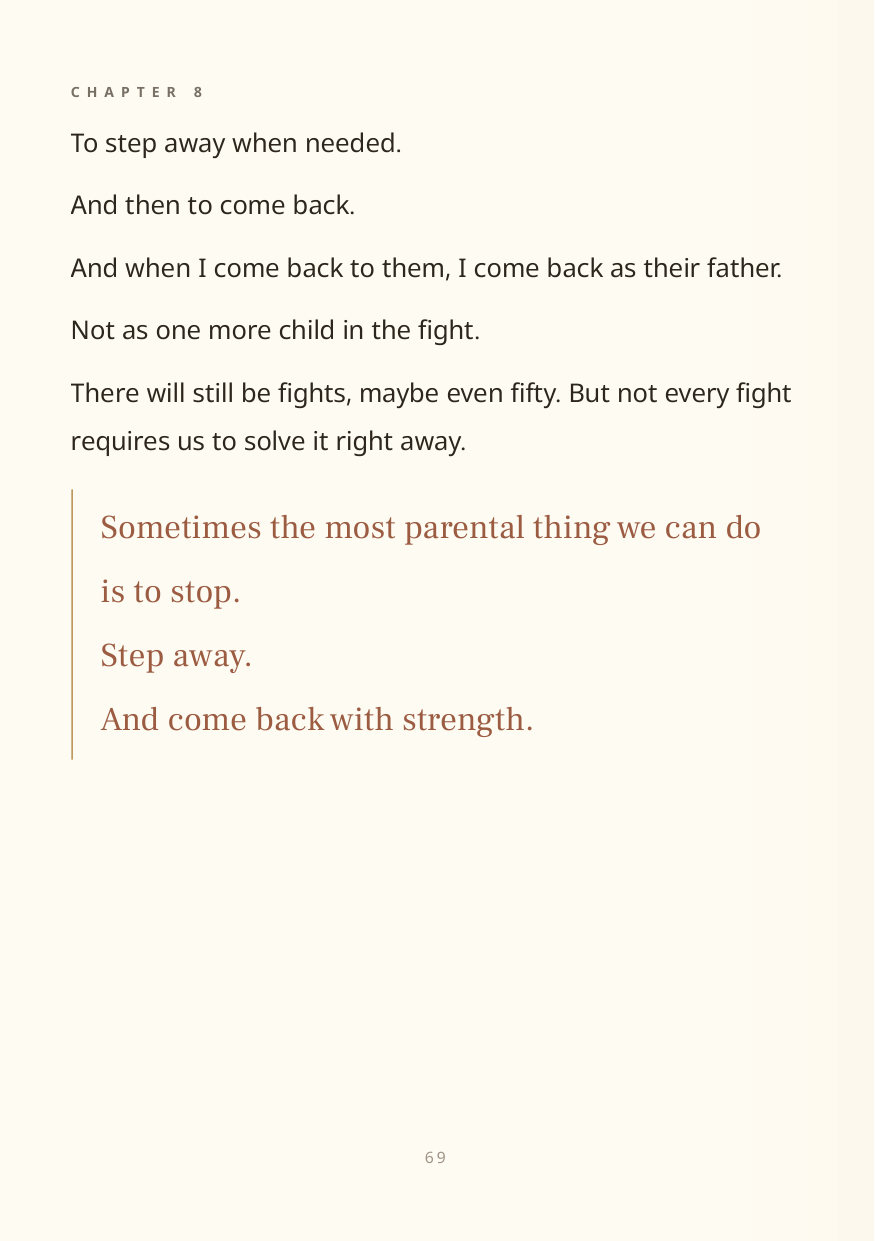 CHAPTER 8
To step away when needed.
And then to come back.
And when I come back to them, I come back as their father.
Not as one more child in the fight.
There will still be fights, maybe even fifty. But not every fight
requires us to solve it right away.
Sometimes the most parental thing we can do
is to stop.
Step away.
And come back with strength.
69